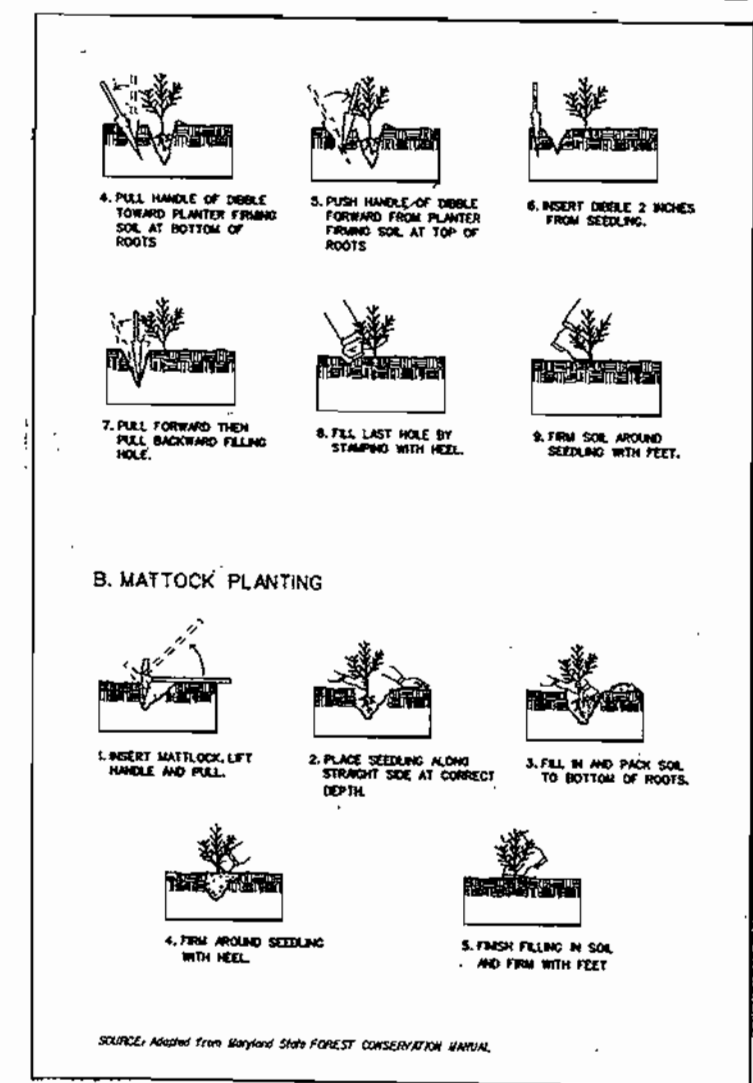 4. PULL HANDLE OF DIBBLE
TOWARD PLANTER FIRMING
SOIL AT BOTTOM OF
ROOTS
5. PUSH HANDLE OF DIBBLE
FORWARD FROM PLANTER
FIRMING SOIL AT TOP OF
ROOTS
6. INSERT DIBBLE 2 INCHES
FROM SEEDLING.
7. PULL FORWARD THEN
PULL BACKWARD FILLING
HOLE.
8. FILL LAST HOLE BY
STAMPING WITH HEEL.
9. FIRM SOIL AROUND
SEEDLING WITH FEET.
B. MATTOCK PLANTING
1. INSERT MATTLOCK, LIFT
HANDLE AND PULL.
2. PLACE SEEDLING ALONG
STRAIGHT SIDE AT CORRECT
DEPTH.
3. FILL IN AND PACK SOIL
TO BOTTOM OF ROOTS.
4. FIRM AROUND SEEDLING
WITH HEEL.
5. FINISH FILLING IN SOIL
AND FIRM WITH FEET
SOURCE: Adapted from Maryland State FOREST CONSERVATION MANUAL